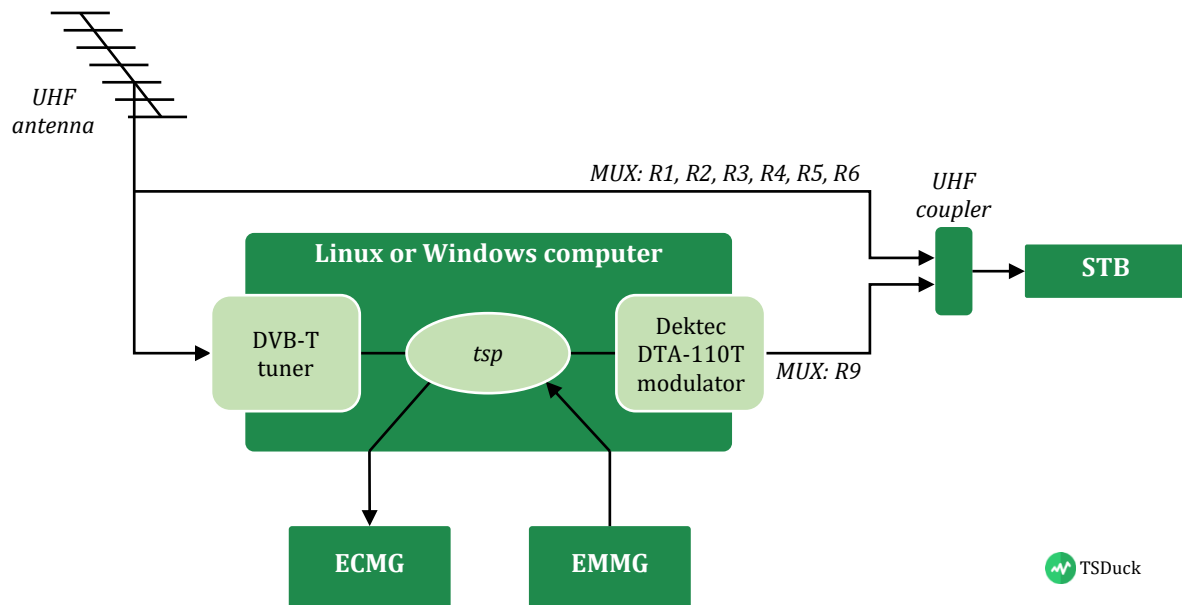 UHF
antenna
MUX: R1, R2, R3, R4, R5, R6
UHF
coupler
Linux or Windows computer
STB
DVB-T
tuner
tsp
Dektec
DTA-110T
modulator
MUX: R9
ECMG
EMMG
TSDuck